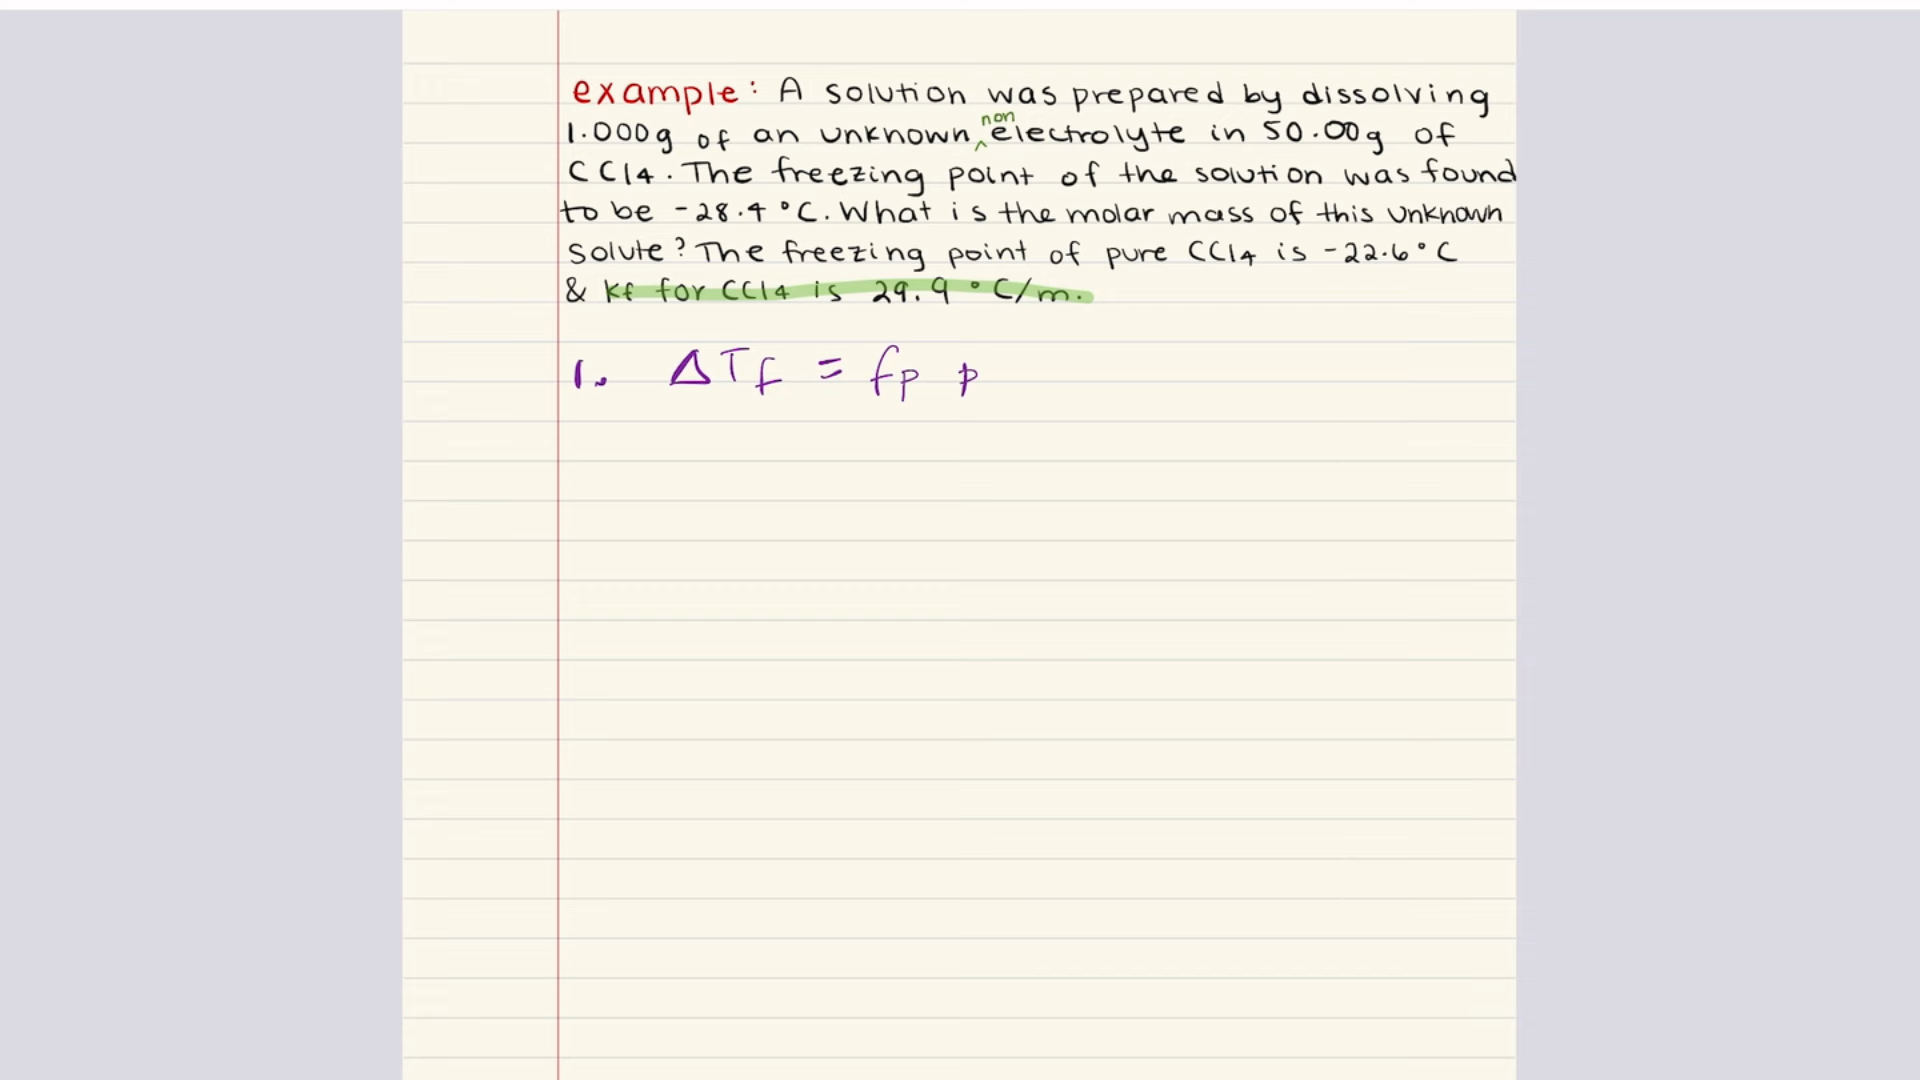 example: A solution was prepared by dissolving
1.000g of an unknown ^non electrolyte in 50.00g of
CCl4. The freezing point of the solution was found
to be -28.4 °C. What is the molar mass of this unknown
solute? The freezing point of pure CCl4 is -22.6°C
& kf for CCl4 is 29.9 °C/m.
1. ΔTf = fp p